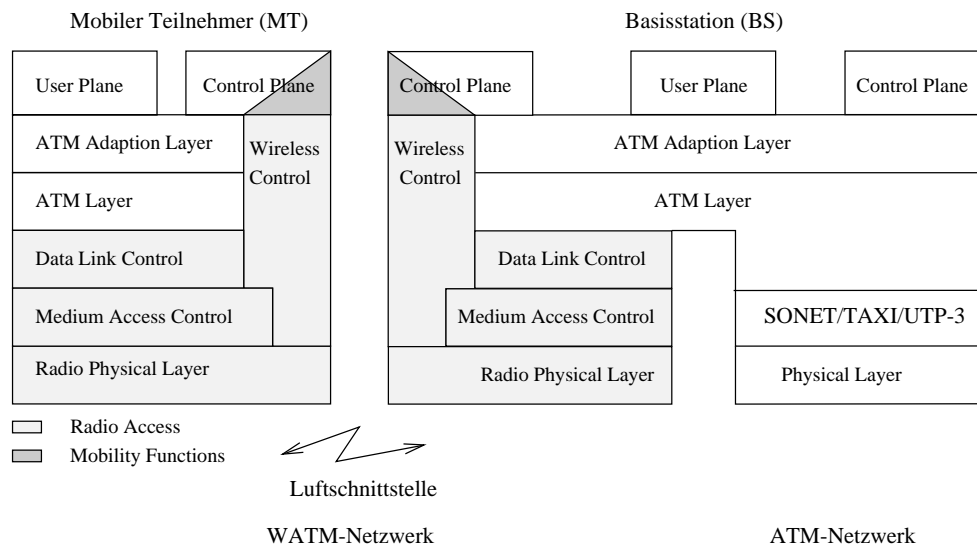 Mobiler Teilnehmer (MT)
Basisstation (BS)
User Plane
Control Plane
Control Plane
User Plane
Control Plane
ATM Adaption Layer
Wireless
Control
Wireless
Control
ATM Adaption Layer
ATM Layer
ATM Layer
Data Link Control
Data Link Control
Medium Access Control
Medium Access Control
SONET/TAXI/UTP-3
Radio Physical Layer
Radio Physical Layer
Physical Layer
Radio Access
Mobility Functions
Luftschnittstelle
WATM-Netzwerk
ATM-Netzwerk